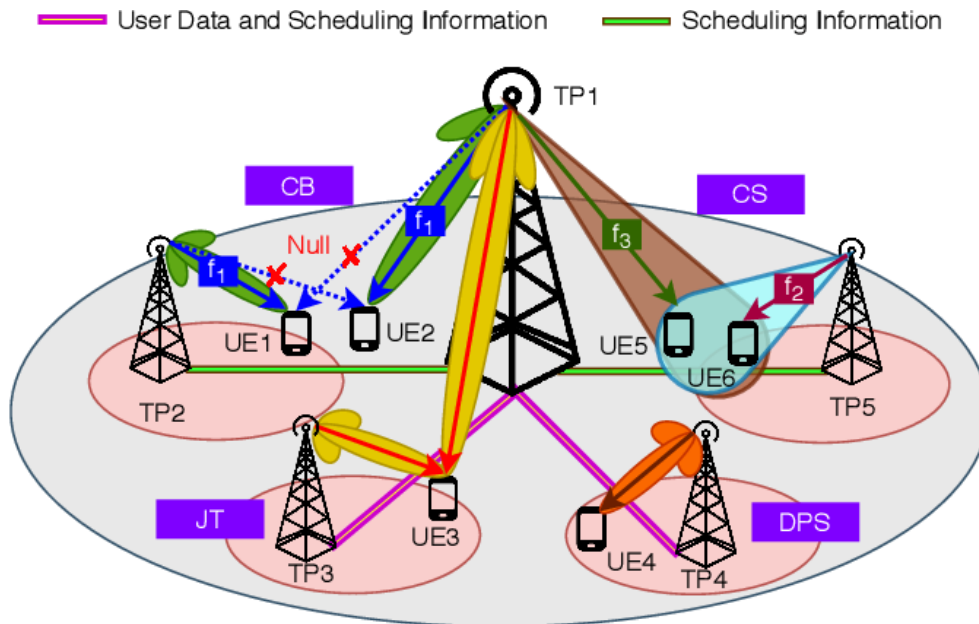 User Data and Scheduling Information
Scheduling Information
TP1
CB
CS
Null
f1
f1
f3
f2
UE1
UE2
UE5
UE6
TP2
TP5
JT
DPS
UE3
UE4
TP3
TP4